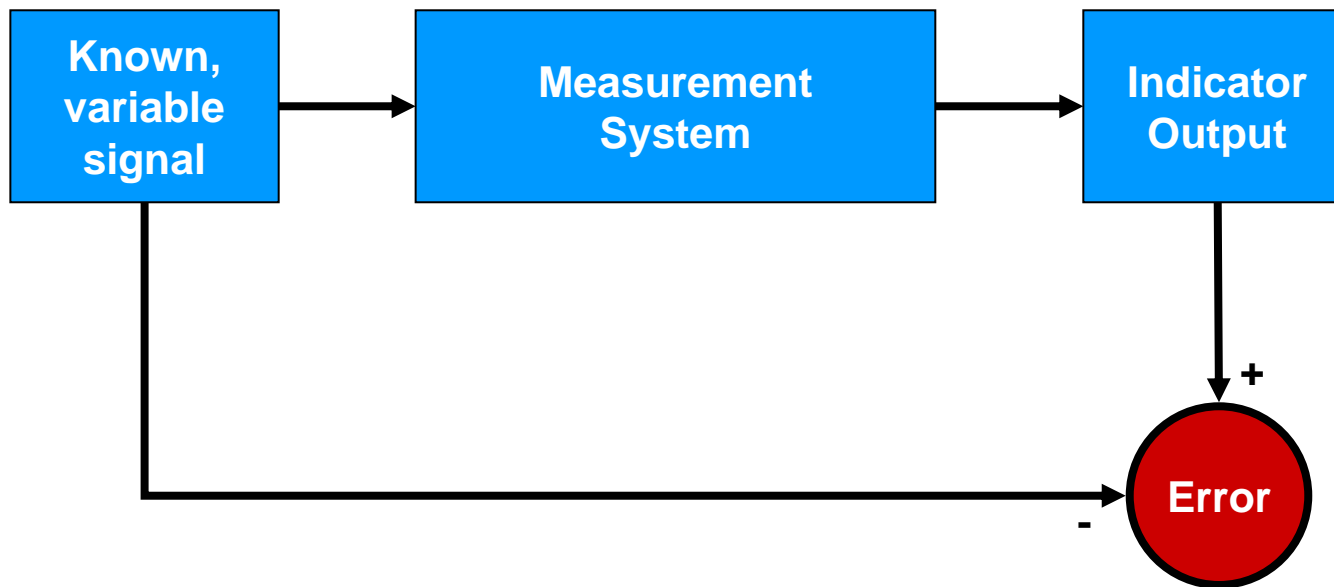 Known,
variable
signal
Measurement
System
Indicator
Output
+
-
Error